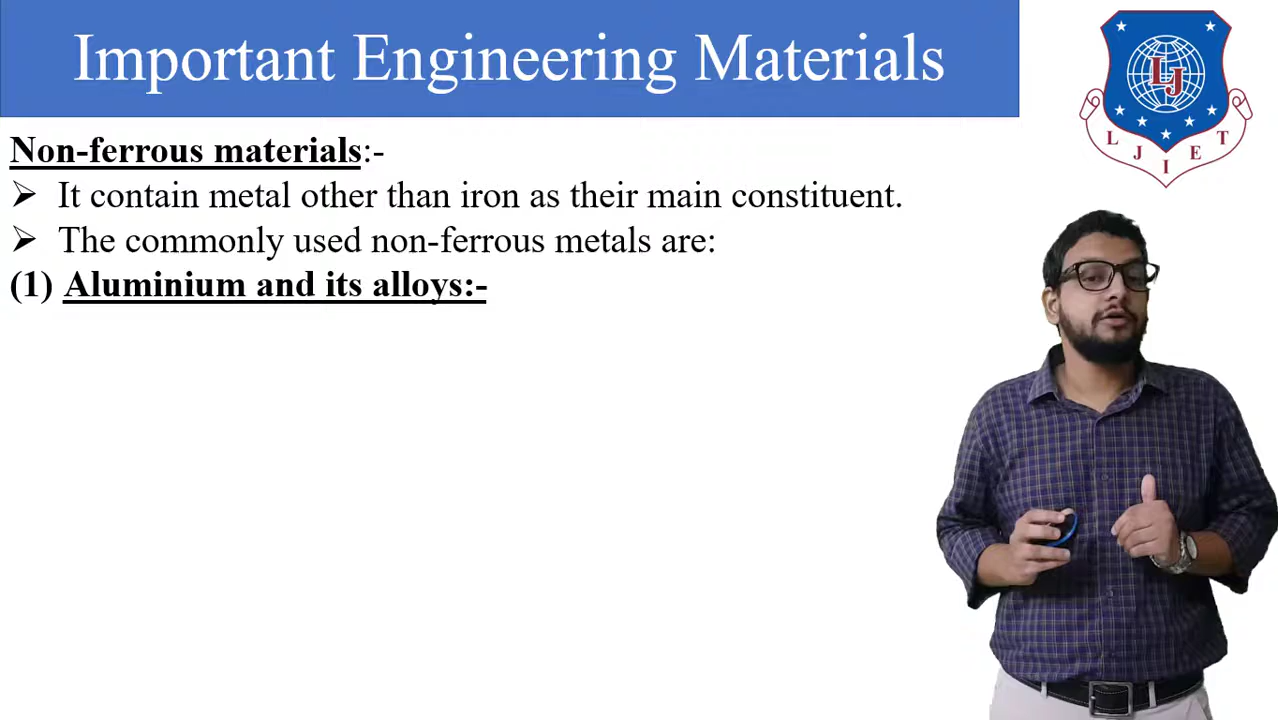 Important Engineering Materials
Non-ferrous materials:-
➢ It contain metal other than iron as their main constituent.
➢ The commonly used non-ferrous metals are:
(1) Aluminium and its alloys:-
LJ
L J I E T